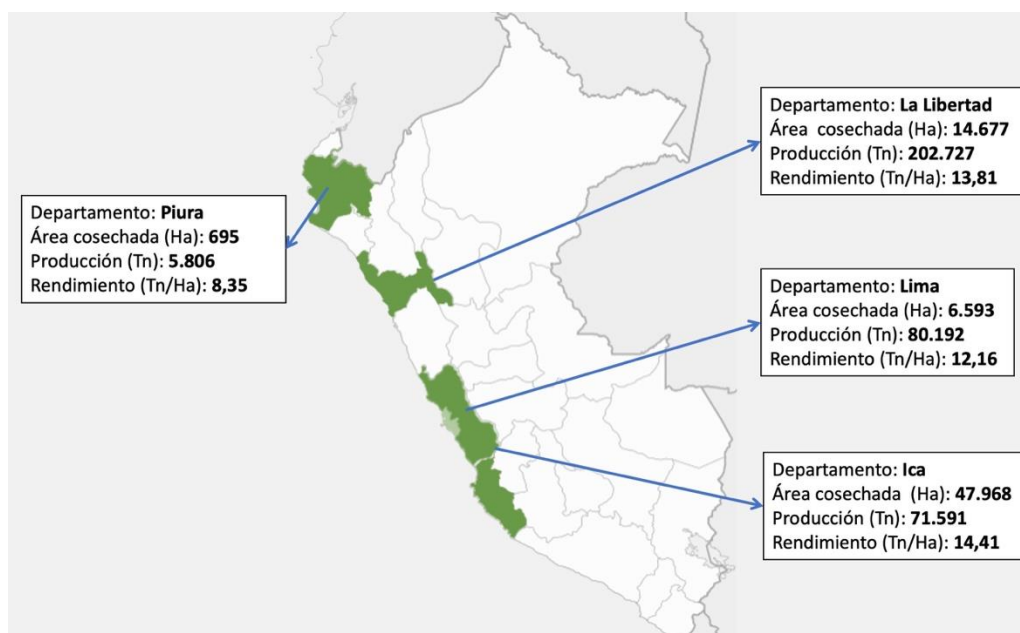 Departamento: La Libertad
Área cosechada (Ha): 14.677
Producción (Tn): 202.727
Rendimiento (Tn/Ha): 13,81
Departamento: Piura
Área cosechada (Ha): 695
Producción (Tn): 5.806
Rendimiento (Tn/Ha): 8,35
Departamento: Lima
Área cosechada (Ha): 6.593
Producción (Tn): 80.192
Rendimiento (Tn/Ha): 12,16
Departamento: Ica
Área cosechada (Ha): 47.968
Producción (Tn): 71.591
Rendimiento (Tn/Ha): 14,41